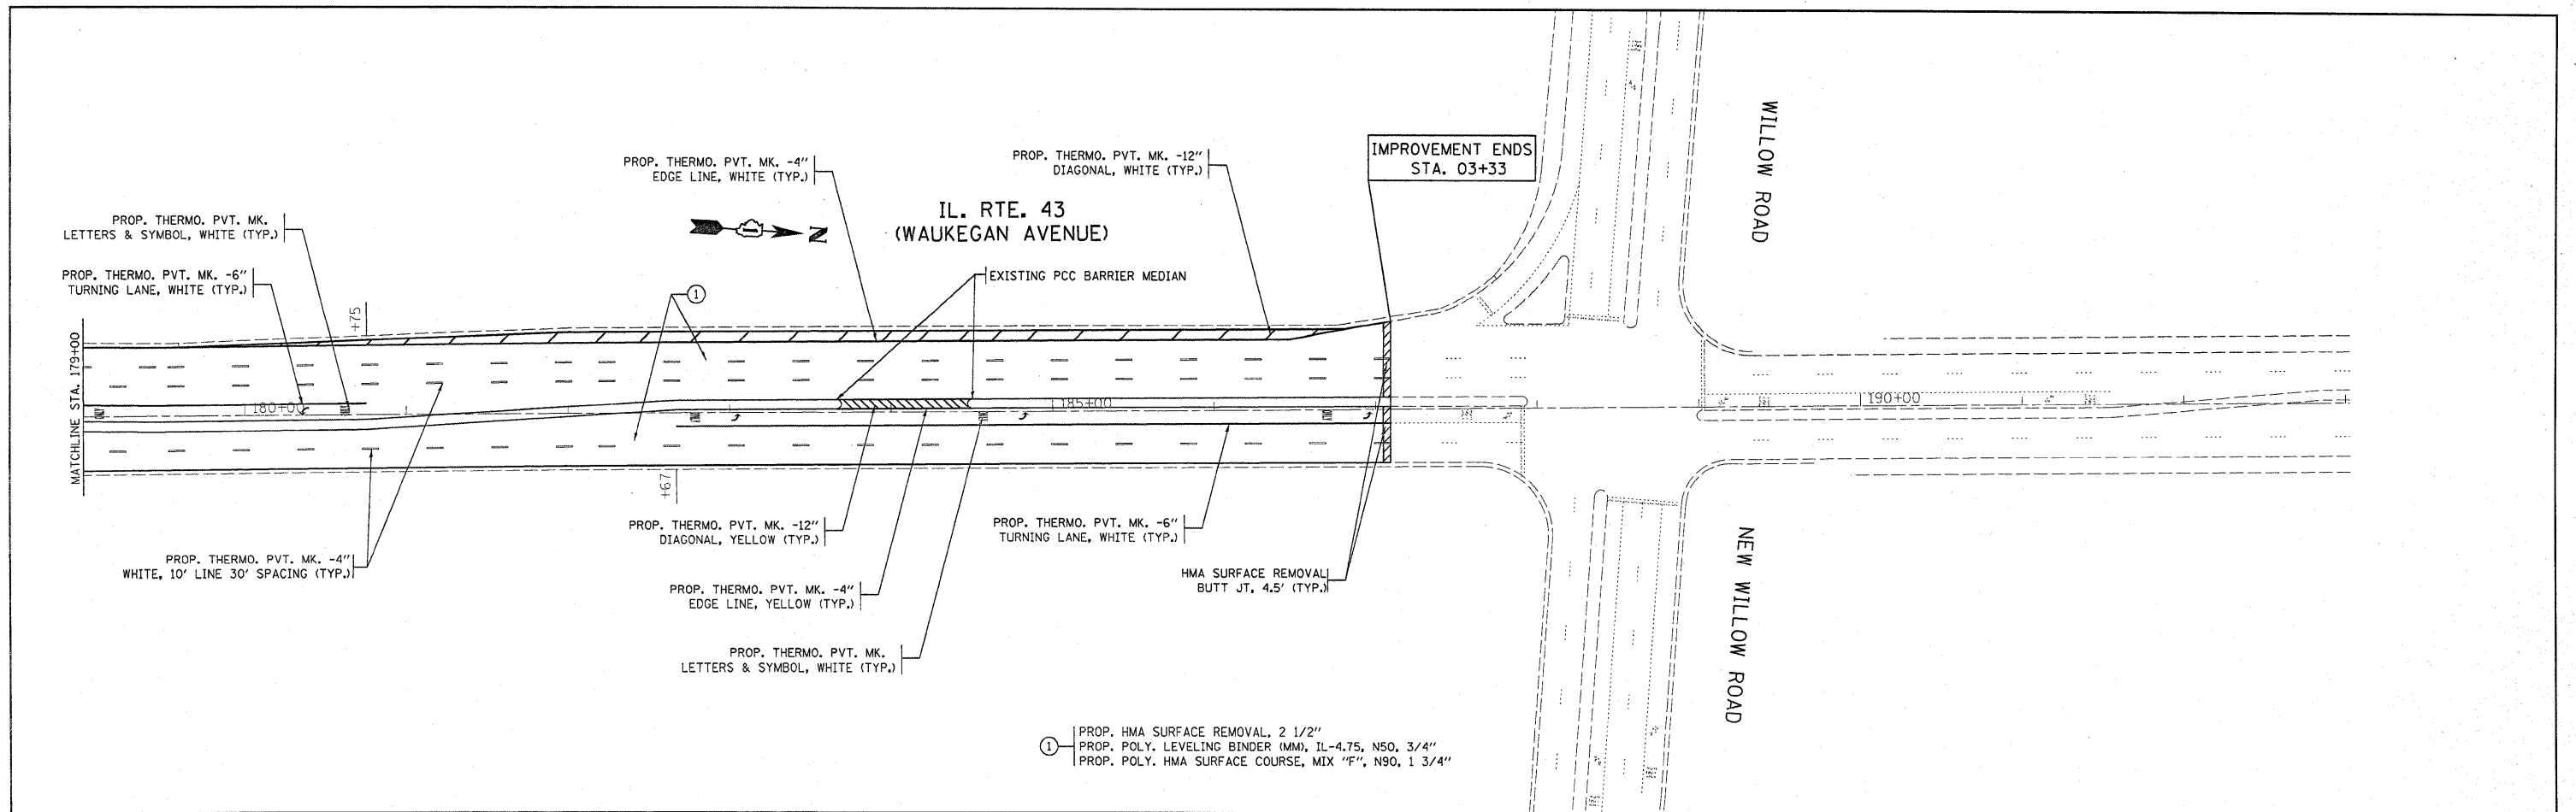 PROP. THERMO. PVT. MK. -4"
EDGE LINE, WHITE (TYP.)
PROP. THERMO. PVT. MK. -12"
DIAGONAL, WHITE (TYP.)
IMPROVEMENT ENDS
STA. 03+33
WILLOW ROAD
PROP. THERMO. PVT. MK.
LETTERS & SYMBOL, WHITE (TYP.)
IL. RTE. 43
(WAUKEGAN AVENUE)
N
PROP. THERMO. PVT. MK. -6"
TURNING LANE, WHITE (TYP.)
EXISTING PCC BARRIER MEDIAN
1
+75
MATCHLINE STA. 179+00
180+00
185+00
190+00
+67
PROP. THERMO. PVT. MK. -12"
DIAGONAL, YELLOW (TYP.)
PROP. THERMO. PVT. MK. -6"
TURNING LANE, WHITE (TYP.)
PROP. THERMO. PVT. MK. -4"
WHITE, 10' LINE 30' SPACING (TYP.)
HMA SURFACE REMOVAL
BUTT JT, 4.5' (TYP.)
PROP. THERMO. PVT. MK. -4"
EDGE LINE, YELLOW (TYP.)
NEW WILLOW ROAD
PROP. THERMO. PVT. MK.
LETTERS & SYMBOL, WHITE (TYP.)
1
PROP. HMA SURFACE REMOVAL, 2 1/2"
PROP. POLY. LEVELING BINDER (MM), IL-4.75, N50, 3/4"
PROP. POLY. HMA SURFACE COURSE, MIX "F", N90, 1 3/4"